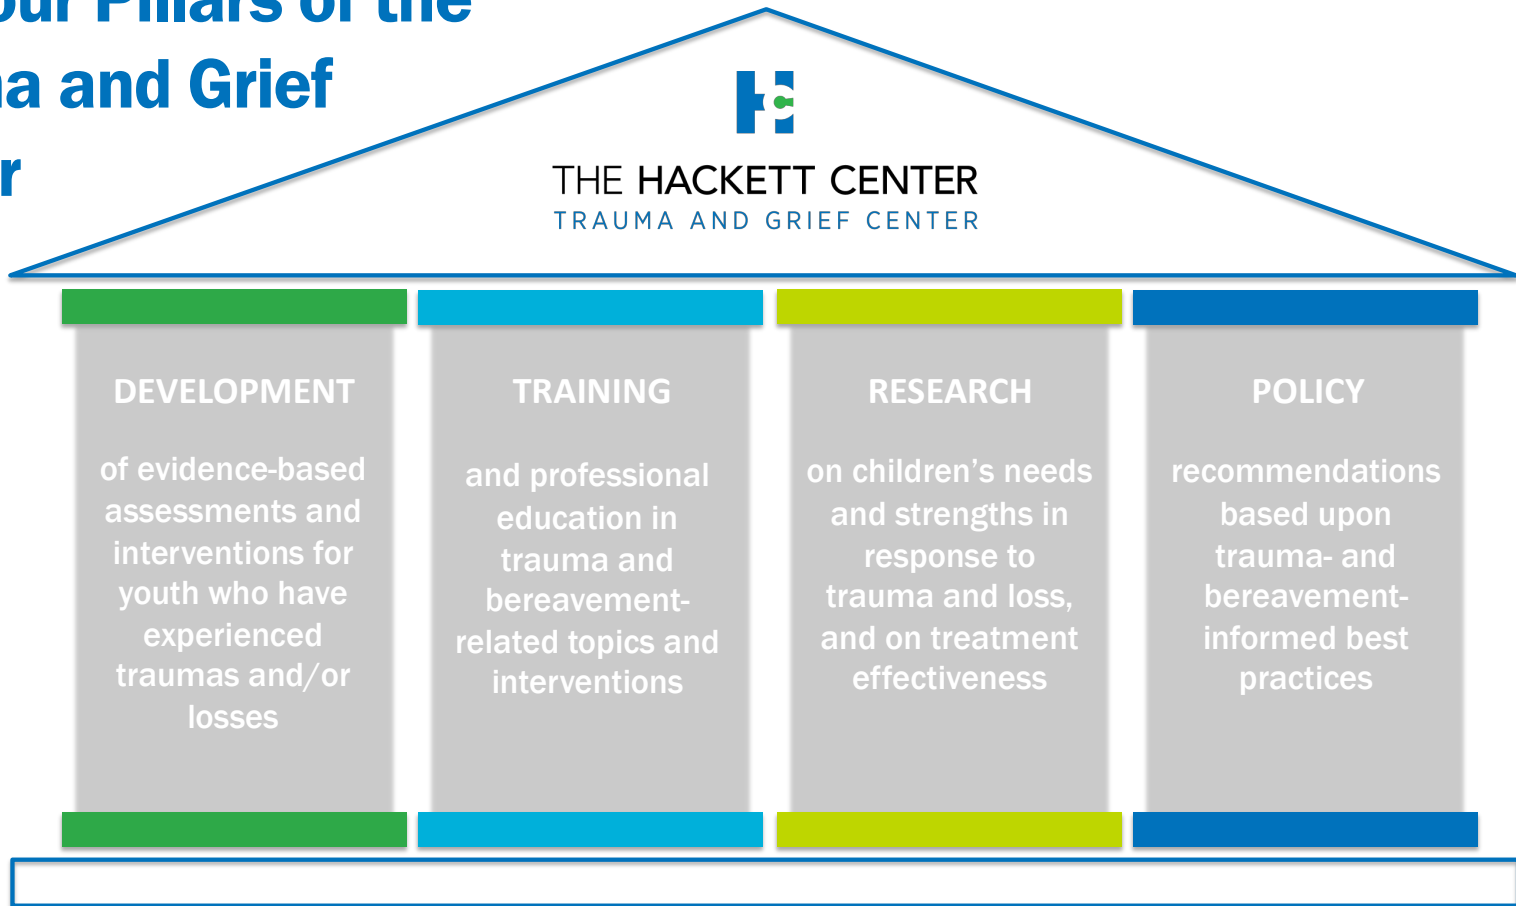 our Pillars of the
na and Grief
r
THE HACKETT CENTER
TRAUMA AND GRIEF CENTER
DEVELOPMENT
of evidence-based
assessments and
interventions for
youth who have
experienced
traumas and/or
losses
TRAINING
and professional
education in
trauma and
bereavement-
related topics and
interventions
RESEARCH
on children’s needs
and strengths in
response to
trauma and loss,
and on treatment
effectiveness
POLICY
recommendations
based upon
trauma- and
bereavement-
informed best
practices